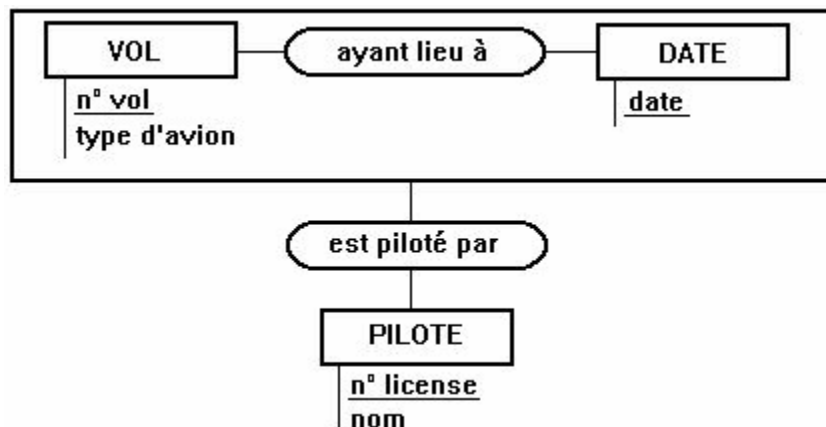 VOL
ayant lieu à
DATE
n° vol
type d'avion
date
est piloté par
PILOTE
n° license
nom